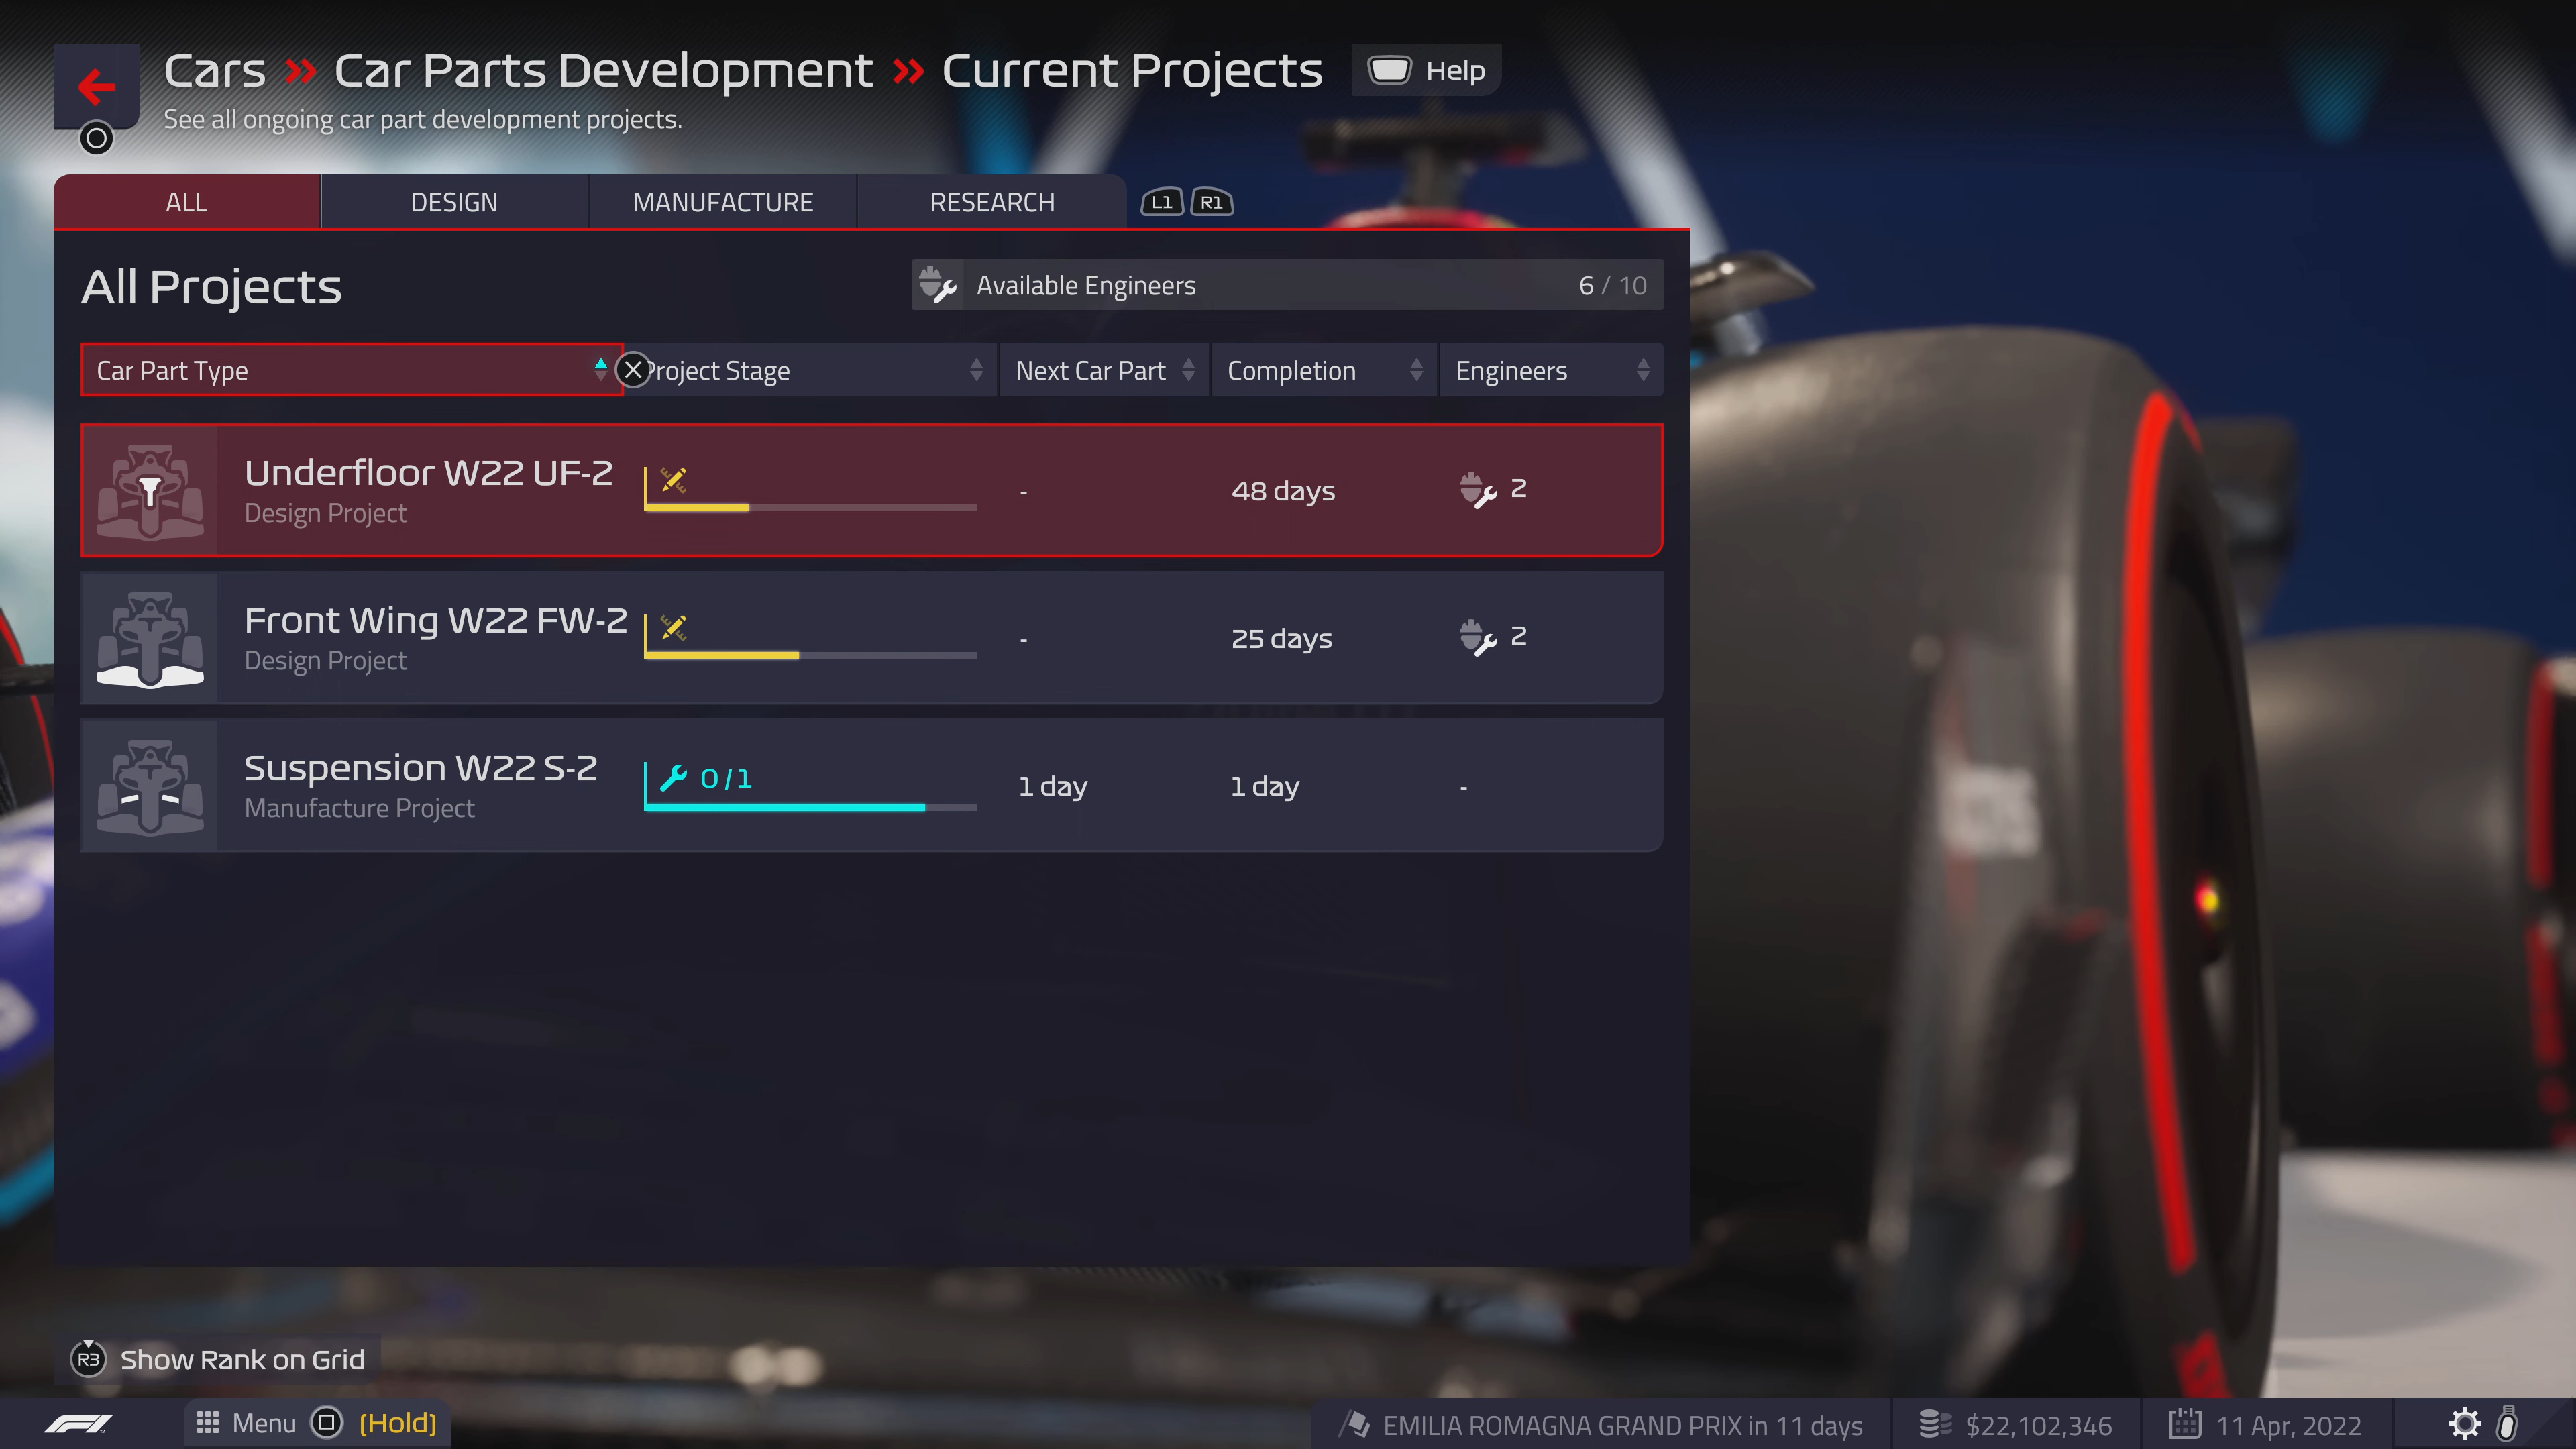 Cars » Car Parts Development » Current Projects Help
See all ongoing car part development projects.
ALL DESIGN MANUFACTURE RESEARCH L1 R1
All Projects
Available Engineers 6 / 10
Car Part Type Project Stage Next Car Part Completion Engineers
Underfloor W22 UF-2
Design Project
- 48 days 2
Front Wing W22 FW-2
Design Project
- 25 days 2
Suspension W22 S-2
Manufacture Project
0/1 1 day 1 day -
R3 Show Rank on Grid
Menu (Hold) EMILIA ROMAGNA GRAND PRIX in 11 days $22,102,346 11 Apr, 2022